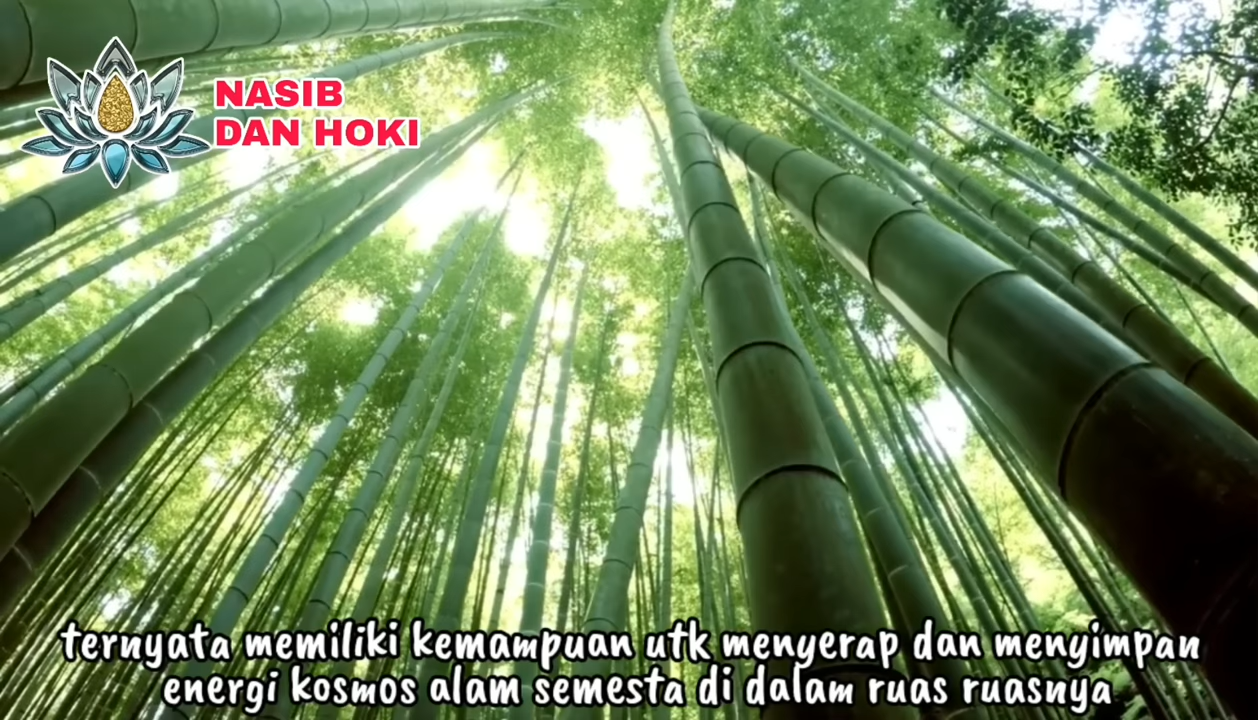 NASIB
DAN HOKI
ternyata memiliki kemampuan utk menyerap dan menyimpan
energi kosmos alam semesta di dalam ruas ruasnya